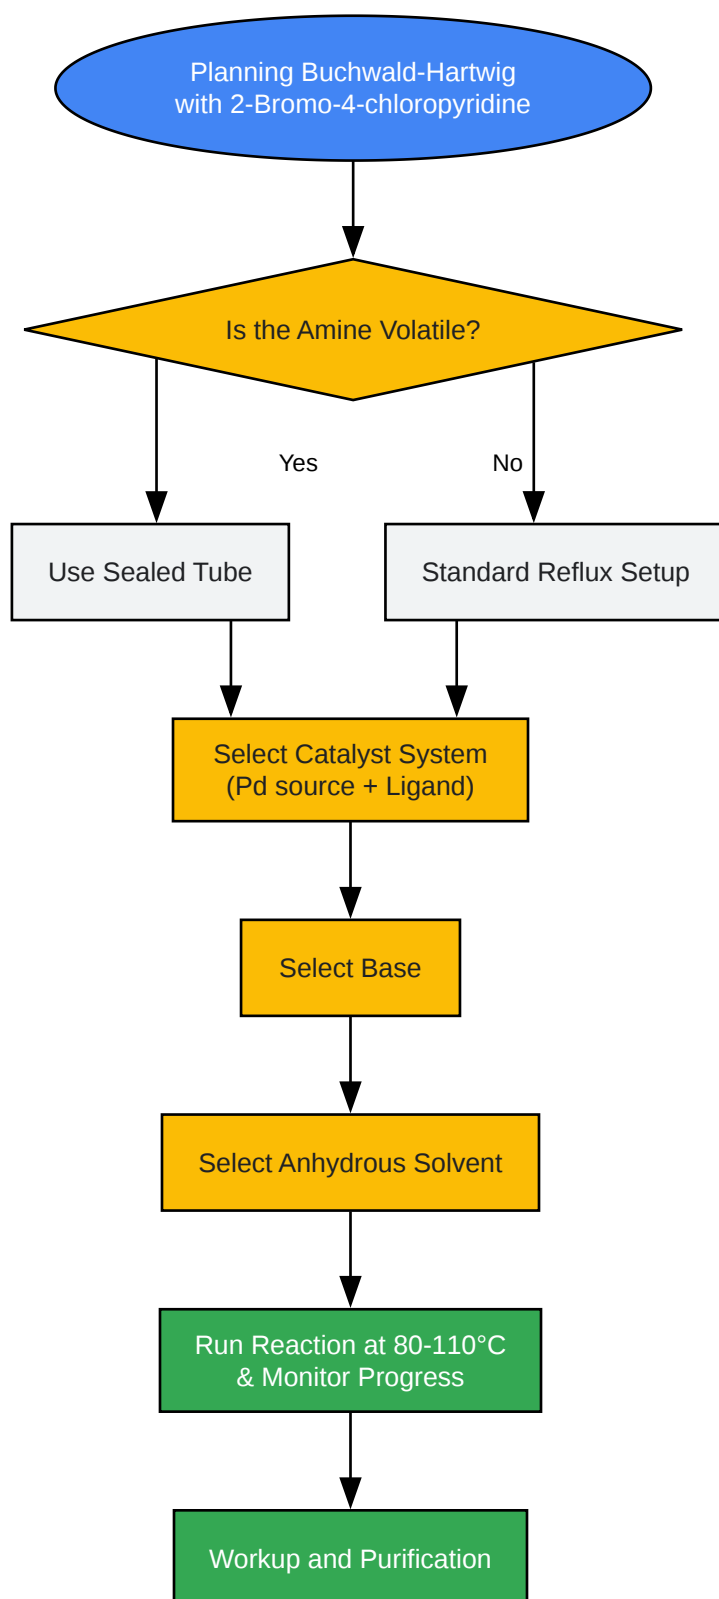 Planning Buchwald-Hartwig
with 2-Bromo-4-chloropyridine
Is the Amine Volatile?
Yes
No
Use Sealed Tube
Standard Reflux Setup
Select Catalyst System
(Pd source + Ligand)
Select Base
Select Anhydrous Solvent
Run Reaction at 80-110°C
& Monitor Progress
Workup and Purification